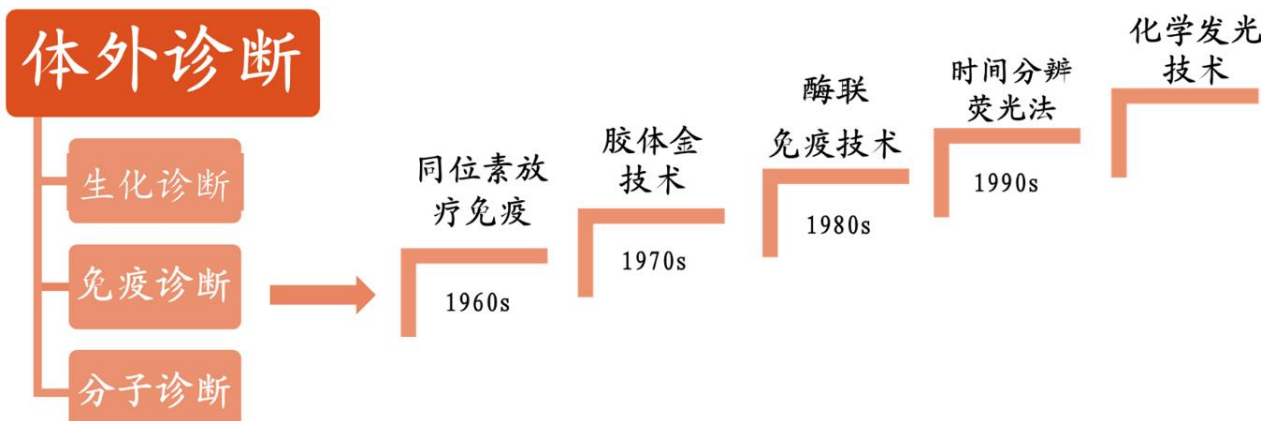 体外诊断
生化诊断
免疫诊断
分子诊断
同位素放
疗免疫
1960s
胶体金
技术
1970s
酶联
免疫技术
1980s
时间分辨
荧光法
1990s
化学发光
技术